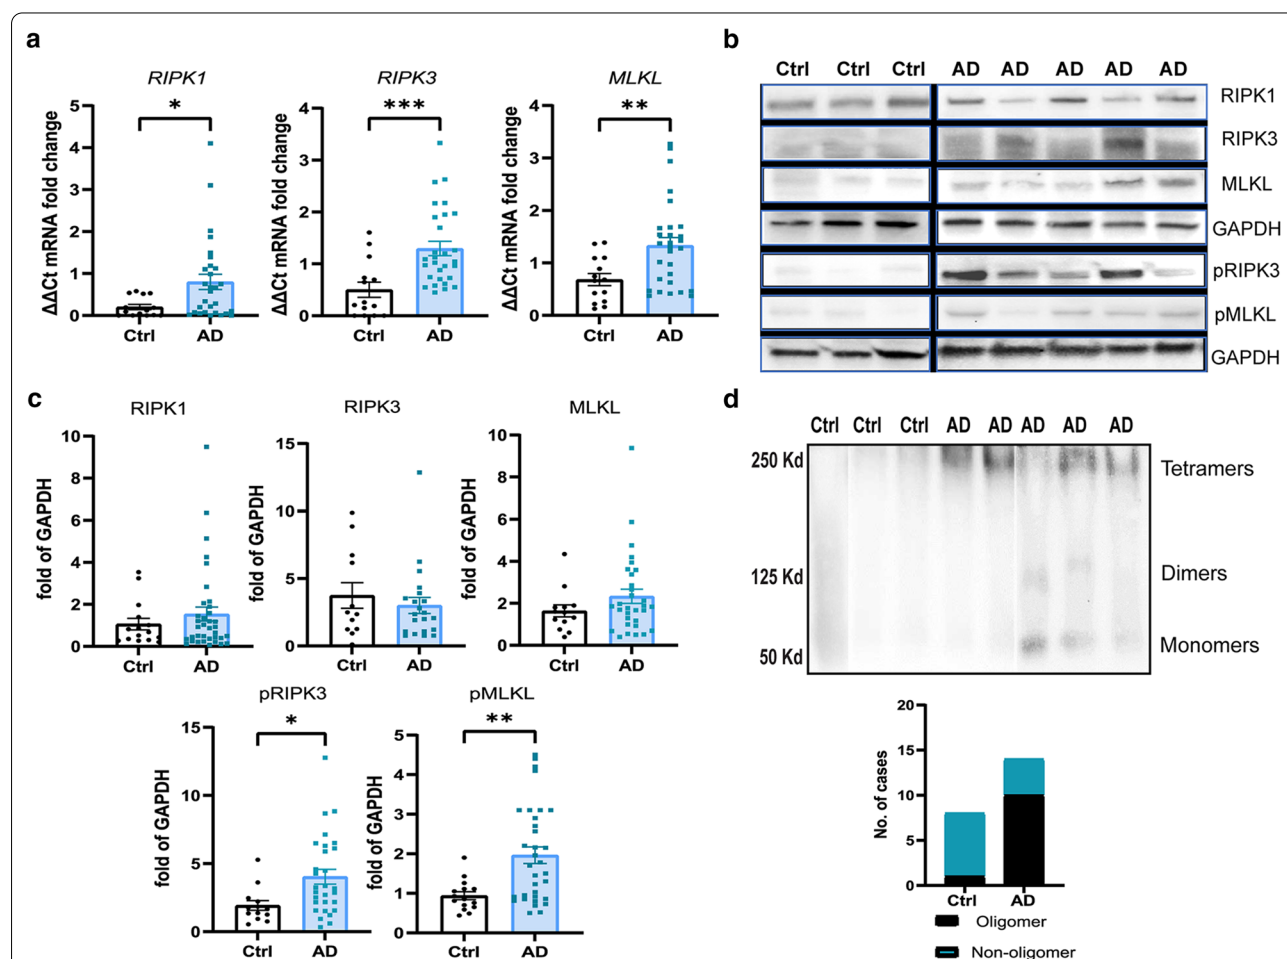 a
RIPK1
RIPK3
MLKL
*
***
**
ΔΔCt mRNA fold change
5
4
3
2
1
0
Ctrl
AD
ΔΔCt mRNA fold change
4
3
2
1
0
Ctrl
AD
ΔΔCt mRNA fold change
4
3
2
1
0
Ctrl
AD
b
Ctrl Ctrl Ctrl AD AD AD AD AD
RIPK1
RIPK3
MLKL
GAPDH
pRIPK3
pMLKL
GAPDH
c
RIPK1
fold of GAPDH
10
8
6
4
2
0
Ctrl
AD
RIPK3
fold of GAPDH
15
10
5
0
Ctrl
AD
MLKL
fold of GAPDH
10
8
6
4
2
0
Ctrl
AD
pRIPK3
*
fold of GAPDH
15
10
5
0
Ctrl
AD
pMLKL
**
fold of GAPDH
5
4
3
2
1
0
Ctrl
AD
d
Ctrl Ctrl Ctrl AD AD AD AD AD
250 Kd
125 Kd
50 Kd
Tetramers
Dimers
Monomers
No. of cases
20
15
10
5
0
Ctrl
AD
Oligomer
Non-oligomer